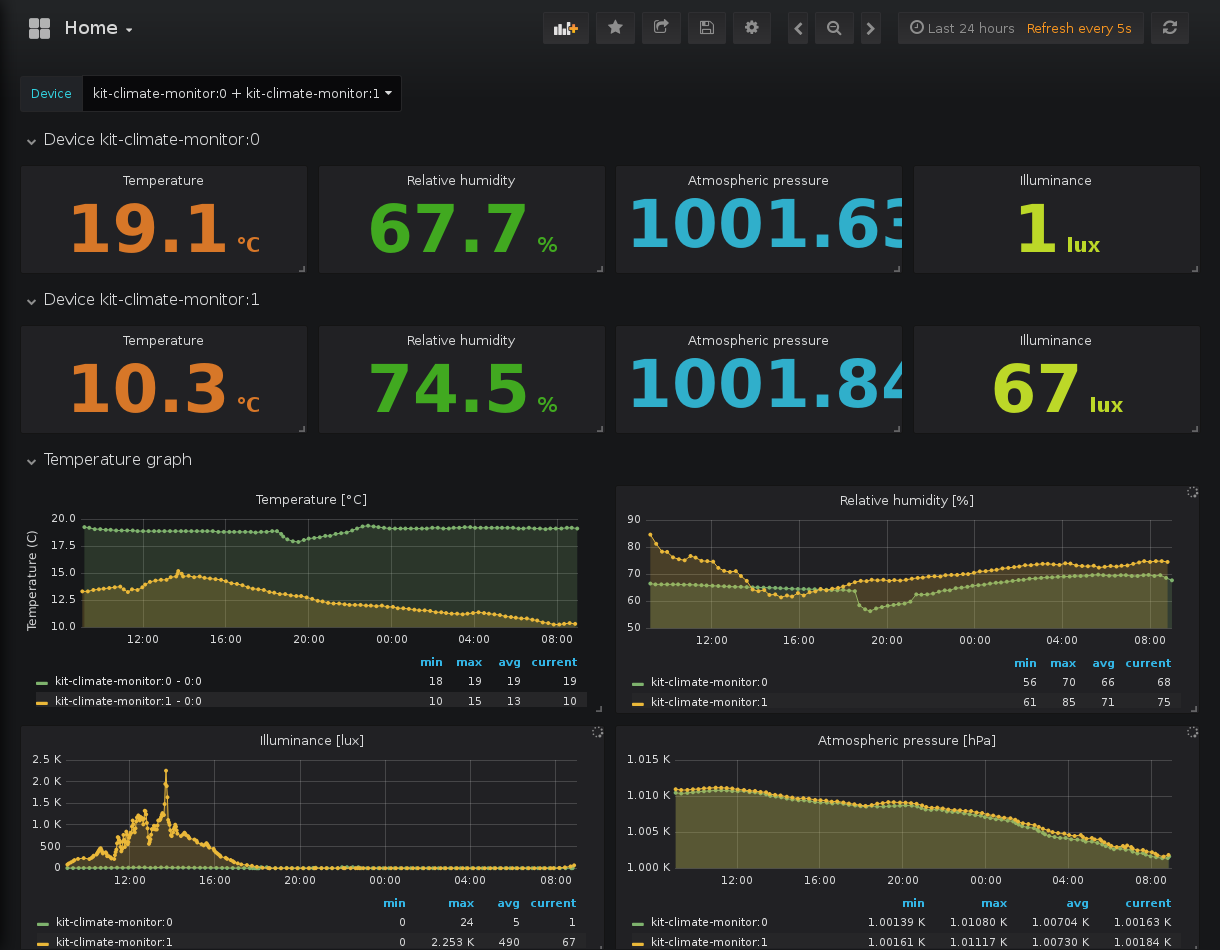 Home
Last 24 hours Refresh every 5s
Device kit-climate-monitor:0 + kit-climate-monitor:1
Device kit-climate-monitor:0
Temperature Relative humidity Atmospheric pressure Illuminance
19.1 °C 67.7 % 1001.63 1 lux
Device kit-climate-monitor:1
Temperature Relative humidity Atmospheric pressure Illuminance
10.3 °C 74.5 % 1001.84 67 lux
Temperature graph
Temperature [°C]
Temperature (C)
20.0
17.5
15.0
12.5
10.0
12:00 16:00 20:00 00:00 04:00 08:00
min max avg current
kit-climate-monitor:0 - 0:0 18 19 19 19
kit-climate-monitor:1 - 0:0 10 15 13 10
Relative humidity [%]
90
80
70
60
50
12:00 16:00 20:00 00:00 04:00 08:00
min max avg current
kit-climate-monitor:0 56 70 66 68
kit-climate-monitor:1 61 85 71 75
Illuminance [lux]
2.5 K
2.0 K
1.5 K
1.0 K
500
0
12:00 16:00 20:00 00:00 04:00 08:00
min max avg current
kit-climate-monitor:0 0 24 5 1
kit-climate-monitor:1 0 2.253 K 490 67
Atmospheric pressure [hPa]
1.015 K
1.010 K
1.005 K
1.000 K
12:00 16:00 20:00 00:00 04:00 08:00
min max avg current
kit-climate-monitor:0 1.00139 K 1.01080 K 1.00704 K 1.00163 K
kit-climate-monitor:1 1.00161 K 1.01117 K 1.00730 K 1.00184 K